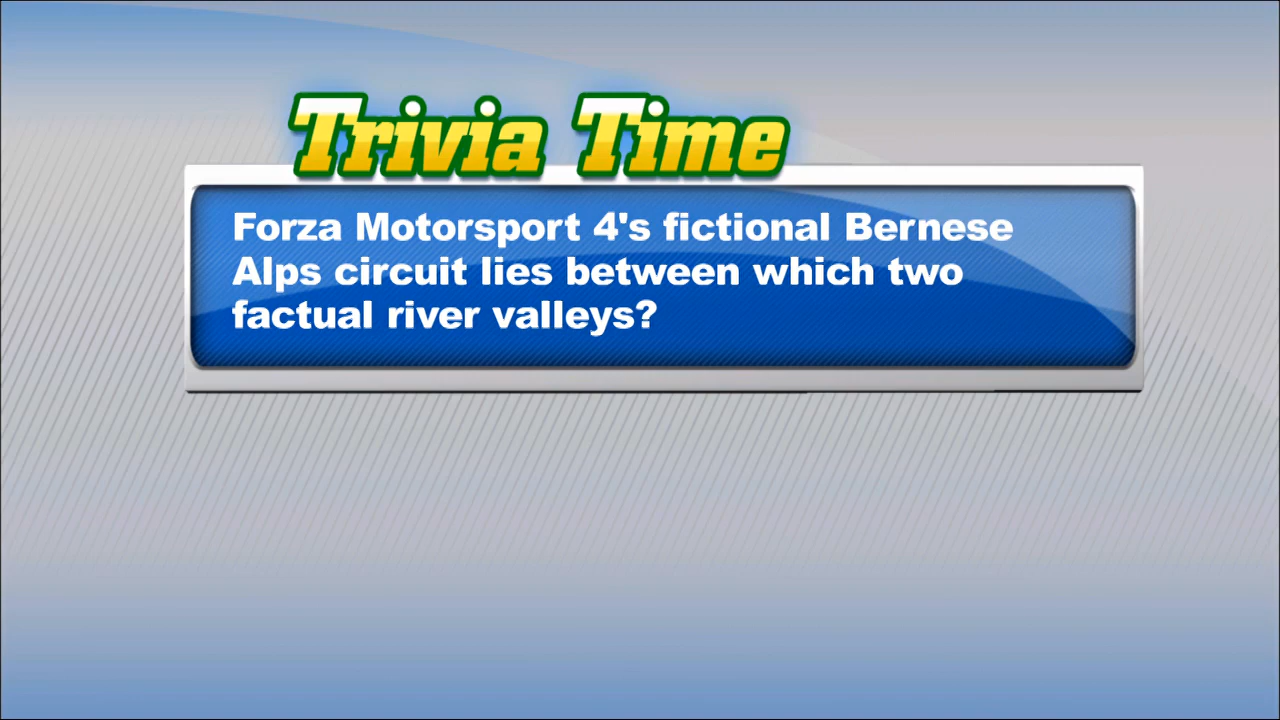 Trivia Time
Forza Motorsport 4's fictional Bernese
Alps circuit lies between which two
factual river valleys?